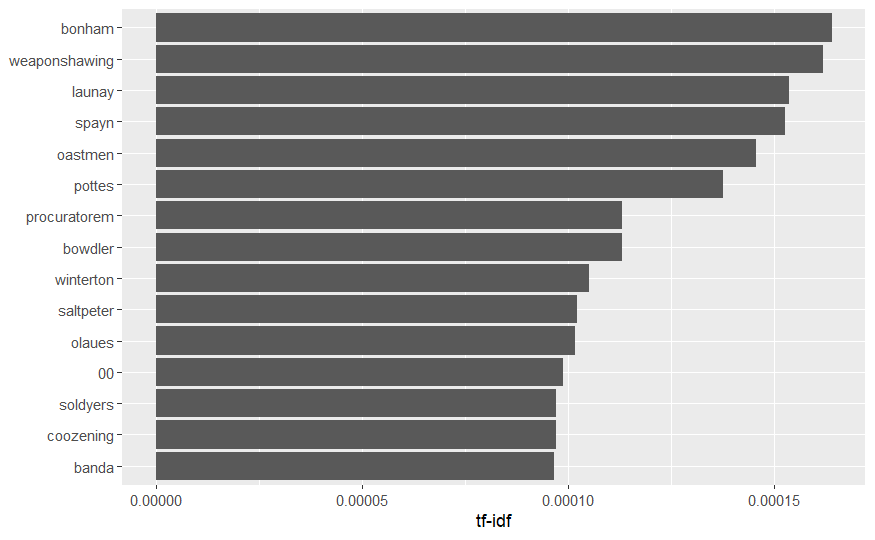 bonham
weaponshawing
launay
spayn
oastmen
pottes
procuratorem
bowdler
winterton
saltpeter
olaues
00
soldyers
coozening
banda
0.00000 0.00005 0.00010 0.00015
tf-idf